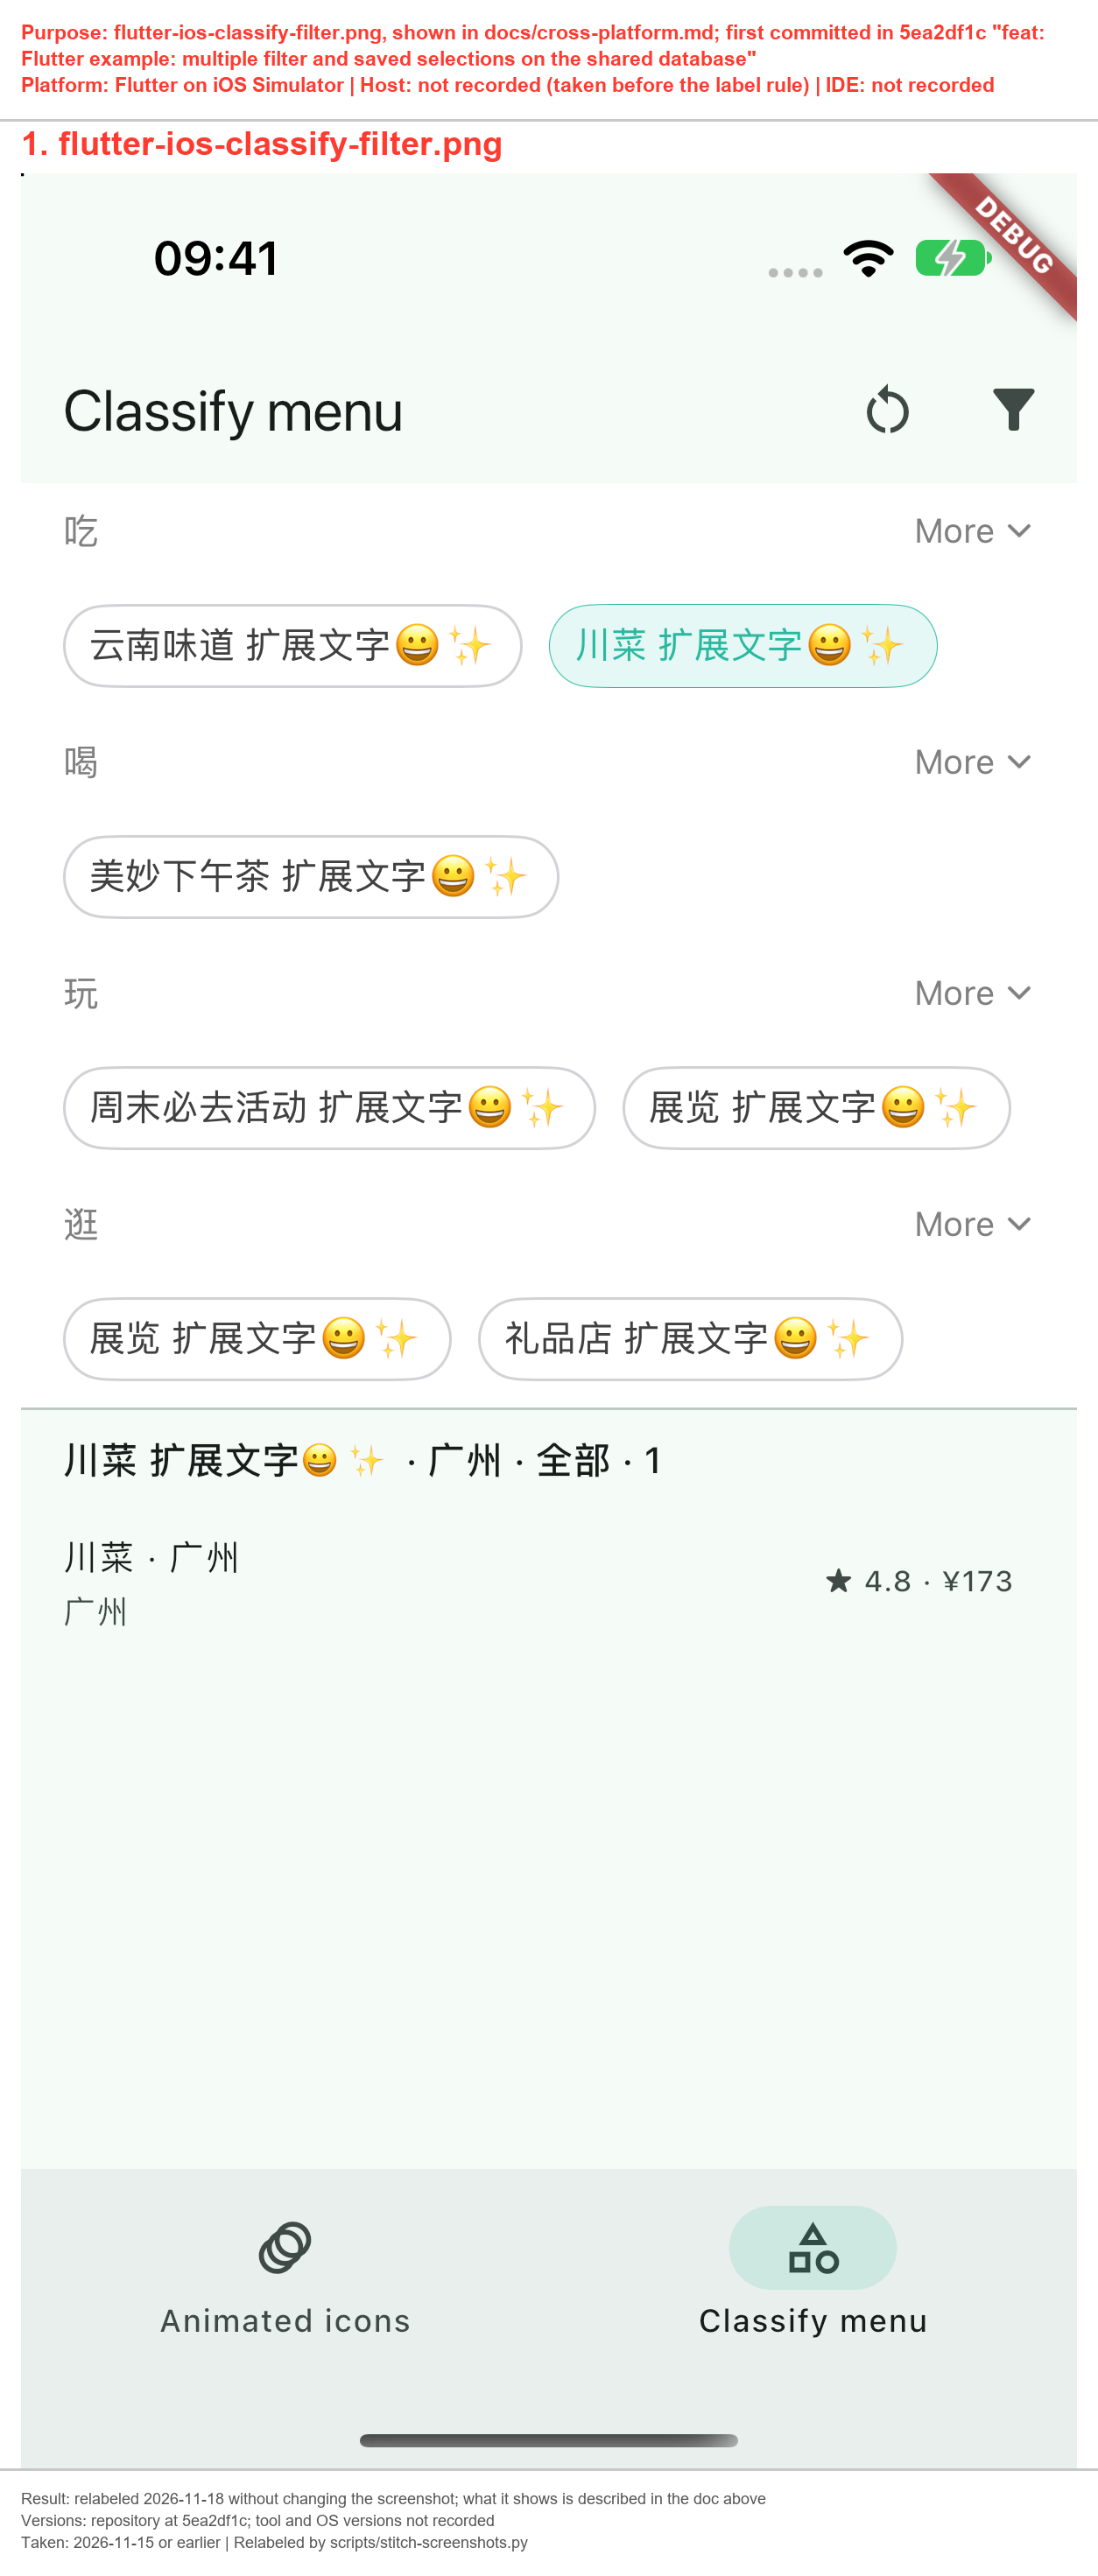 Purpose: flutter-ios-classify-filter.png, shown in docs/cross-platform.md; first committed in 5ea2df1c "feat:
Flutter example: multiple filter and saved selections on the shared database"
Platform: Flutter on iOS Simulator | Host: not recorded (taken before the label rule) | IDE: not recorded
1. flutter-ios-classify-filter.png
DEBUG
09:41
Classify menu
吃 More
云南味道 扩展文字😀✨ 川菜 扩展文字😀✨
喝 More
美妙下午茶 扩展文字😀✨
玩 More
周末必去活动 扩展文字😀✨ 展览 扩展文字😀✨
逛 More
展览 扩展文字😀✨ 礼品店 扩展文字😀✨
川菜 扩展文字😀✨ · 广州 · 全部 · 1
川菜 · 广州
广州
★ 4.8 · ¥173
Animated icons Classify menu
Result: relabeled 2026-11-18 without changing the screenshot; what it shows is described in the doc above
Versions: repository at 5ea2df1c; tool and OS versions not recorded
Taken: 2026-11-15 or earlier | Relabeled by scripts/stitch-screenshots.py